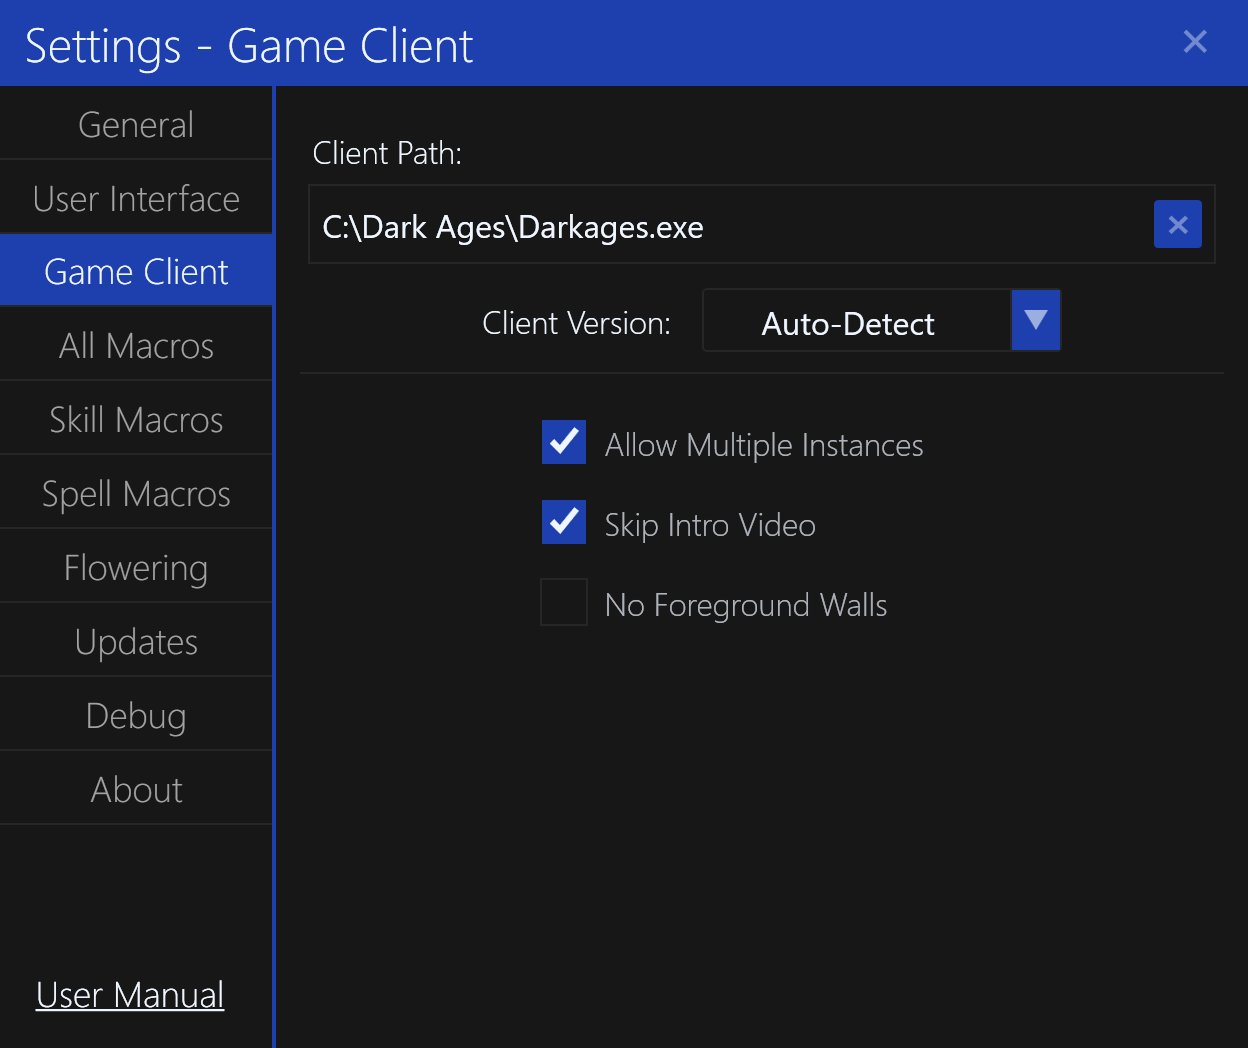 Settings - Game Client
General
User Interface
Game Client
All Macros
Skill Macros
Spell Macros
Flowering
Updates
Debug
About
User Manual
Client Path:
C:\Dark Ages\Darkages.exe
Client Version: Auto-Detect
Allow Multiple Instances
Skip Intro Video
No Foreground Walls